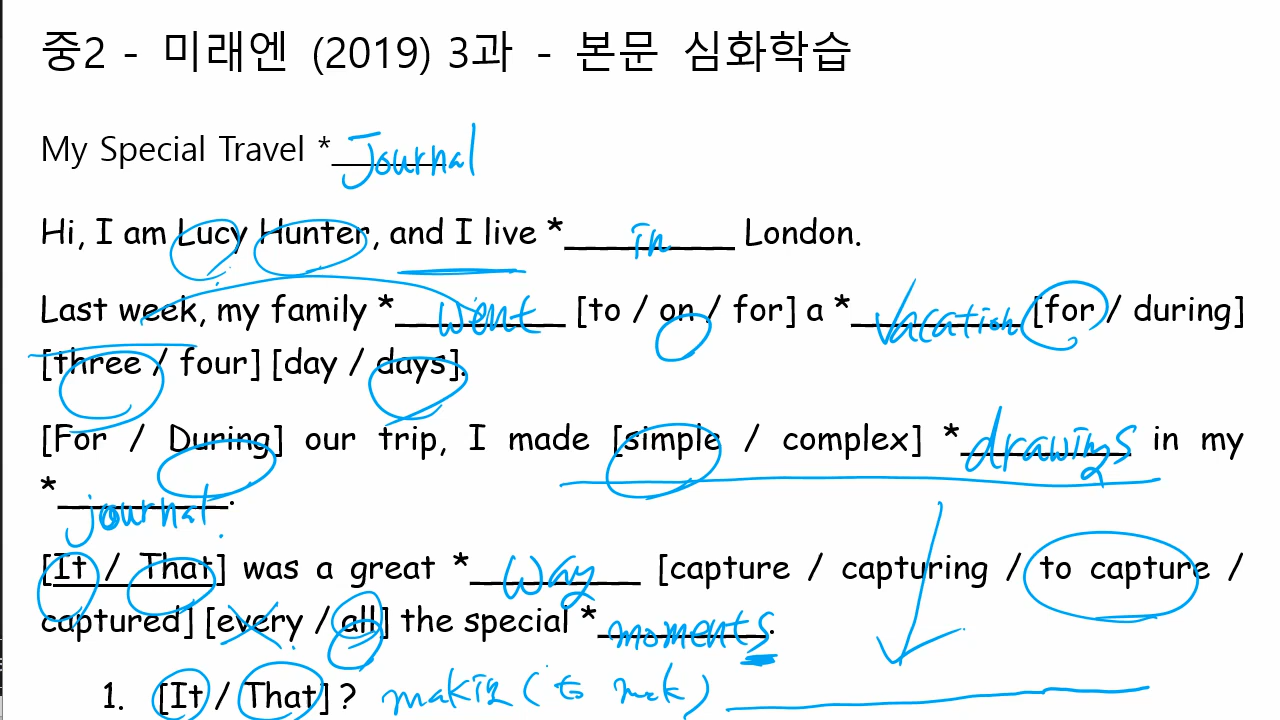 중2 - 미래엔 (2019) 3과 - 본문 심화학습
My Special Travel *Journal
Hi, I am Lucy Hunter, and I live *in London.
Last week, my family *went [to / on / for] a *vacation [for / during]
[three / four] [day / days].
[For / During] our trip, I made [simple / complex] *drawings in my
*journal.
[It / That] was a great *way [capture / capturing / to capture /
captured] [every / all] the special *moments.
1. [It / That] ? making (to mak)